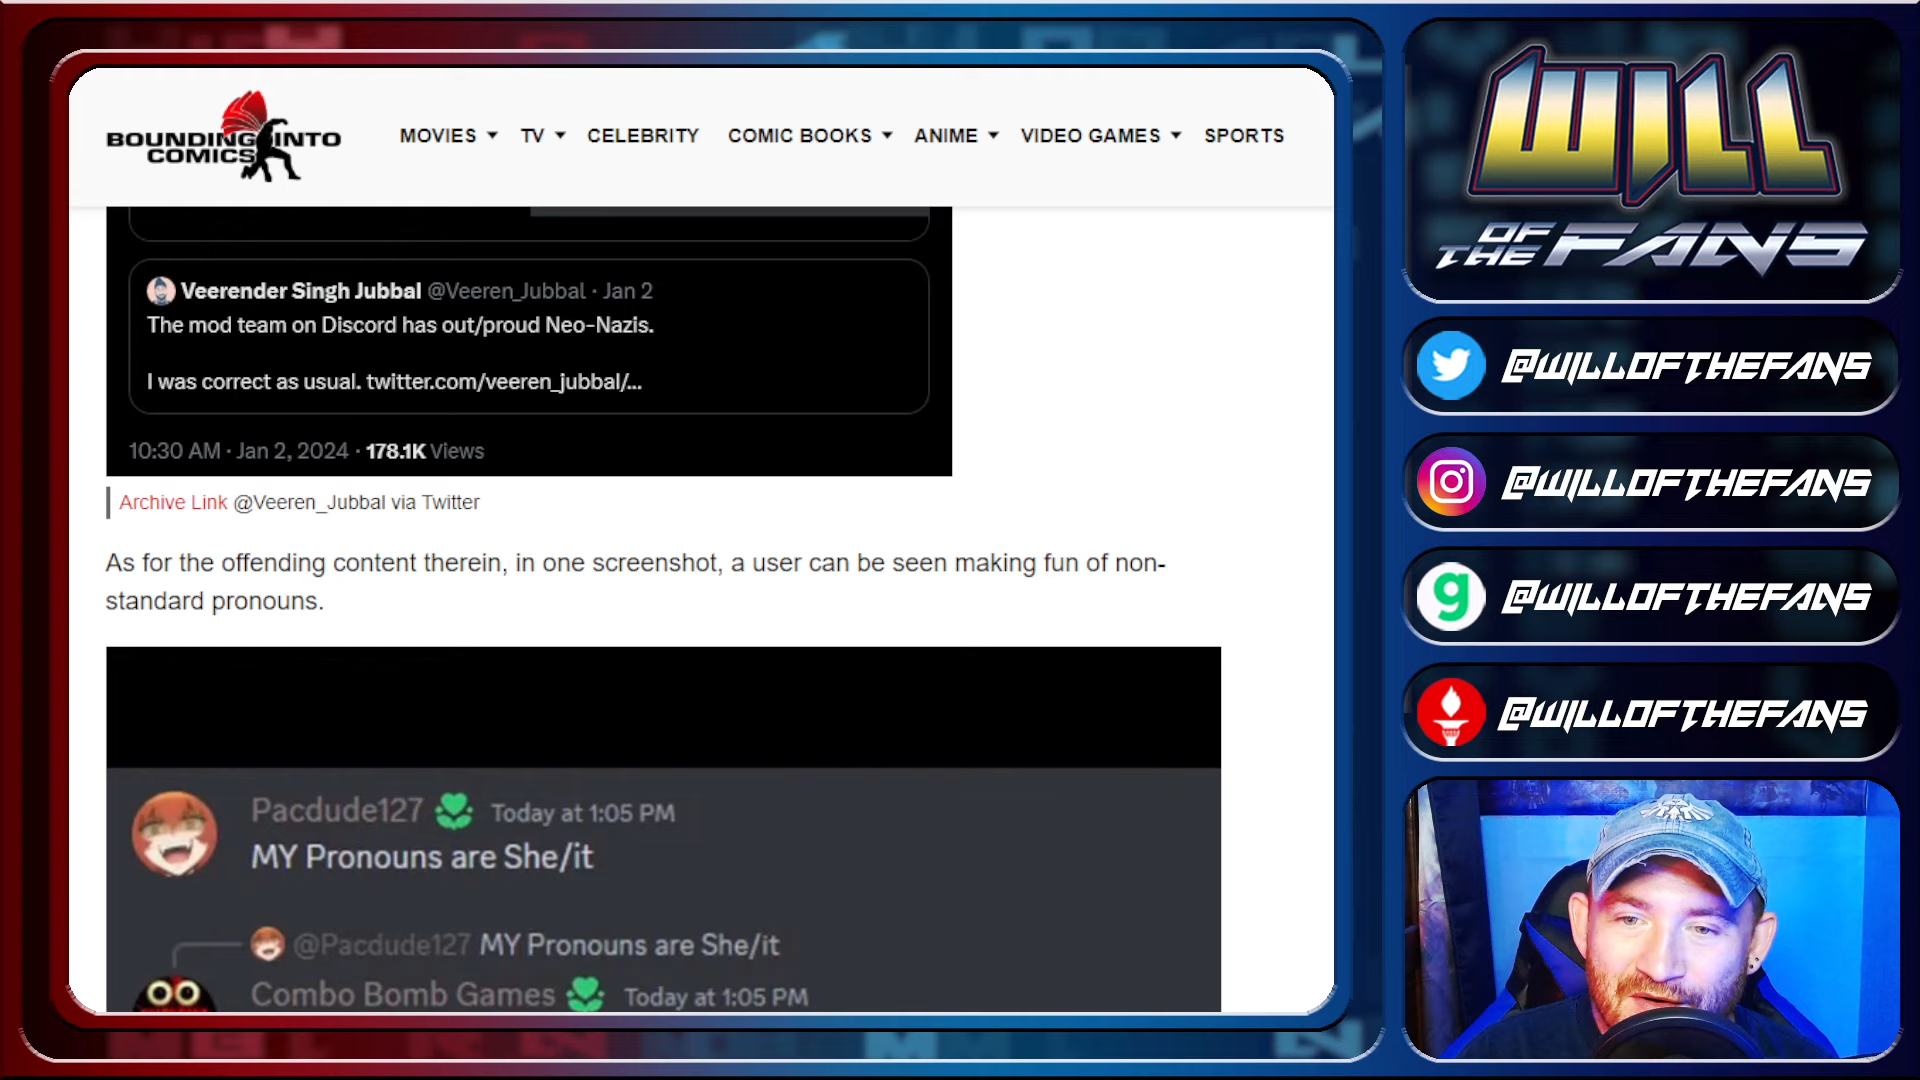 BOUNDING INTO
COMICS
MOVIES TV CELEBRITY COMIC BOOKS ANIME VIDEO GAMES SPORTS
Veerender Singh Jubbal @Veeren_Jubbal · Jan 2
The mod team on Discord has out/proud Neo-Nazis.
I was correct as usual. twitter.com/veeren_jubbal/...
10:30 AM · Jan 2, 2024 · 178.1K Views
Archive Link @Veeren_Jubbal via Twitter
As for the offending content therein, in one screenshot, a user can be seen making fun of non-
standard pronouns.
Pacdude127 Today at 1:05 PM
MY Pronouns are She/it
@Pacdude127 MY Pronouns are She/it
Combo Bomb Games Today at 1:05 PM
WILL
OF THE FANS
@WILLOFTHEFANS
@WILLOFTHEFANS
g @WILLOFTHEFANS
@WILLOFTHEFANS